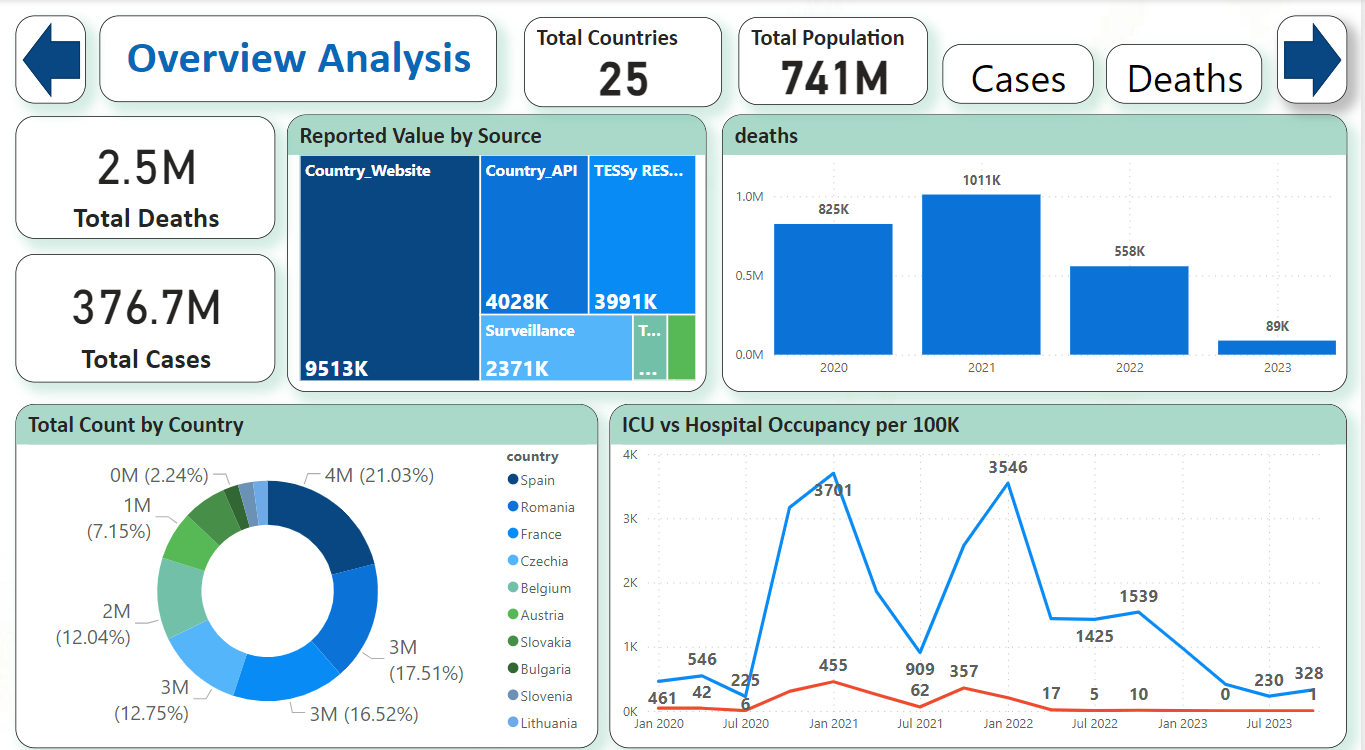 Overview Analysis
Total Countries
25
Total Population
741M
Cases
Deaths
2.5M
Total Deaths
376.7M
Total Cases
Reported Value by Source
Country_Website
9513K
Country_API
4028K
TESSy RES...
3991K
Surveillance
2371K
T...
...
deaths
1.0M
0.5M
0.0M
825K
1011K
558K
89K
2020
2021
2022
2023
Total Count by Country
0M (2.24%)
4M (21.03%)
1M
(7.15%)
2M
(12.04%)
3M
(12.75%)
3M (16.52%)
3M
(17.51%)
country
Spain
Romania
France
Czechia
Belgium
Austria
Slovakia
Bulgaria
Slovenia
Lithuania
ICU vs Hospital Occupancy per 100K
4K
3K
2K
1K
0K
461
546
42
225
6
3701
455
909
62
357
3546
17
1425
5
1539
10
0
230
328
1
Jan 2020
Jul 2020
Jan 2021
Jul 2021
Jan 2022
Jul 2022
Jan 2023
Jul 2023